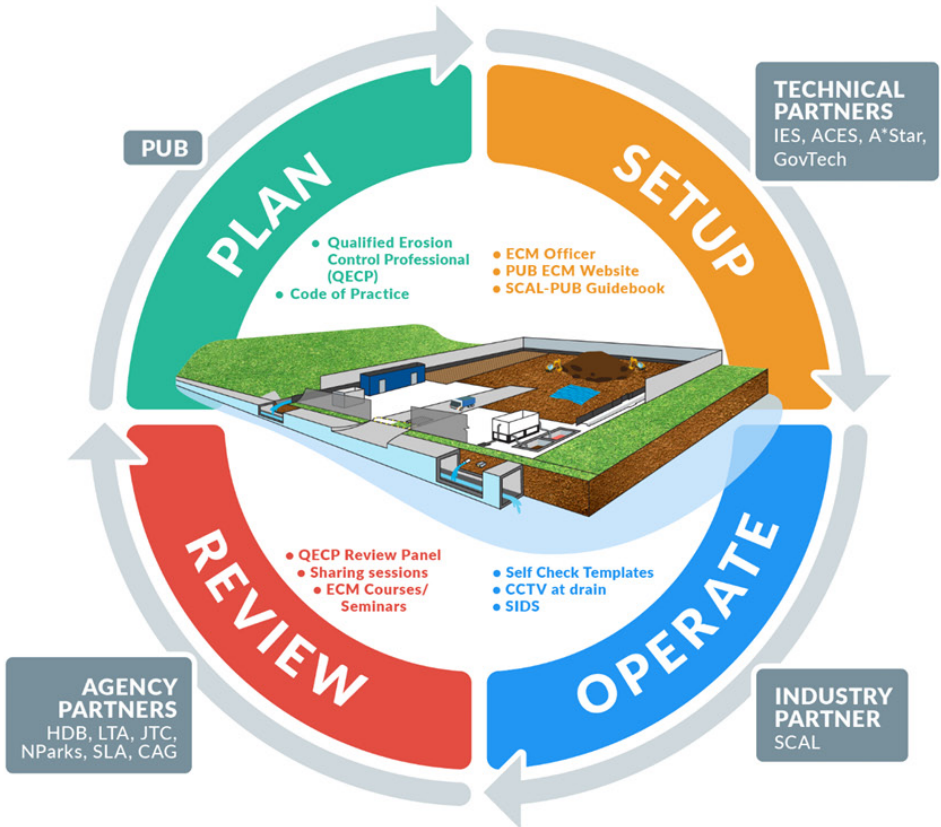 PUB
TECHNICAL
PARTNERS
IES, ACES, A*Star,
GovTech
PLAN
SETUP
• Qualified Erosion
Control Professional
(QECP)
• Code of Practice
• ECM Officer
• PUB ECM Website
• SCAL-PUB Guidebook
REVIEW
OPERATE
• QECP Review Panel
• Sharing sessions
• ECM Courses/
Seminars
• Self Check Templates
• CCTV at drain
• SIDS
AGENCY
PARTNERS
HDB, LTA, JTC,
NParks, SLA, CAG
INDUSTRY
PARTNER
SCAL